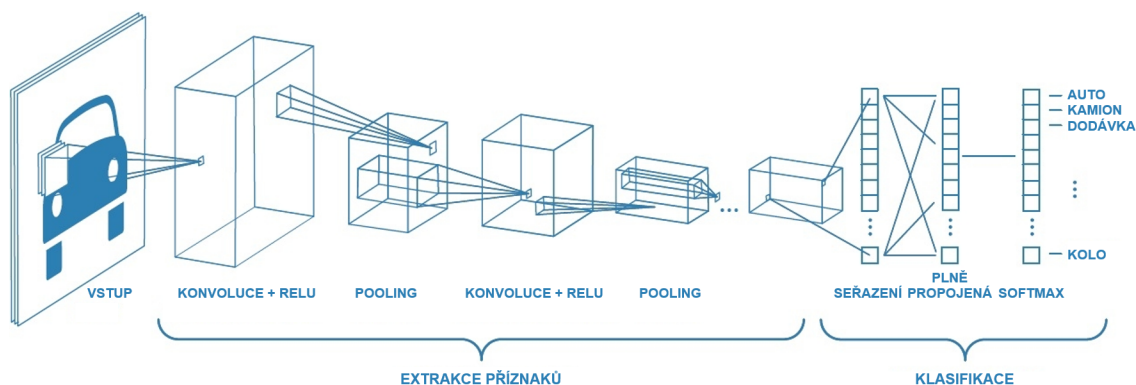 AUTO
KAMION
DODÁVKA
KOLO
VSTUP
KONVOLUCE + RELU
POOLING
KONVOLUCE + RELU
POOLING
SEŘAZENÍ
PLNĚ
PROPOJENÁ
SOFTMAX
EXTRAKCE PŘÍZNAKŮ
KLASIFIKACE